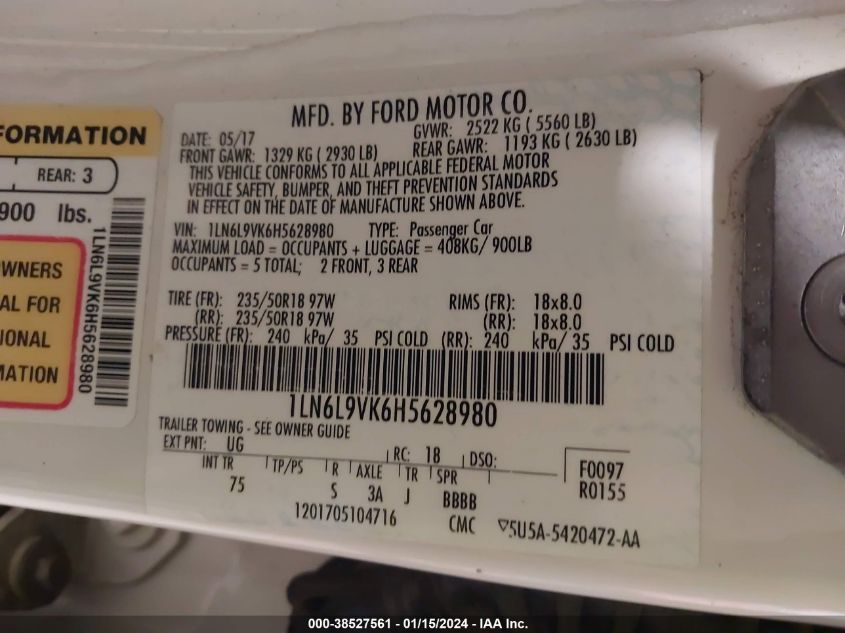 FORMATION
REAR: 3
900 lbs.
WNERS
AL FOR
IONAL
MATION
1LN6L9VK6H5628980
MFD. BY FORD MOTOR CO.
DATE: 05/17 GVWR: 2522 KG ( 5560 LB)
FRONT GAWR: 1329 KG ( 2930 LB) REAR GAWR: 1193 KG ( 2630 LB)
THIS VEHICLE CONFORMS TO ALL APPLICABLE FEDERAL MOTOR
VEHICLE SAFETY, BUMPER, AND THEFT PREVENTION STANDARDS
IN EFFECT ON THE DATE OF MANUFACTURE SHOWN ABOVE.
VIN: 1LN6L9VK6H5628980 TYPE: Passenger Car
MAXIMUM LOAD = OCCUPANTS + LUGGAGE = 408KG/ 900LB
OCCUPANTS = 5 TOTAL; 2 FRONT, 3 REAR
TIRE (FR): 235/50R18 97W RIMS (FR): 18x8.0
(RR): 235/50R18 97W (RR): 18x8.0
PRESSURE (FR): 240 kPa/ 35 PSI COLD (RR): 240 kPa/ 35 PSI COLD
1LN6L9VK6H5628980
TRAILER TOWING - SEE OWNER GUIDE
EXT PNT: UG RC: 18 DSO:
INT TR TP/PS R AXLE TR SPR F0097
75 S 3A J BBBB R0155
1201705104716 CMC ▽5U5A-5420472-AA
000-38527561 - 01/15/2024 - IAA Inc.